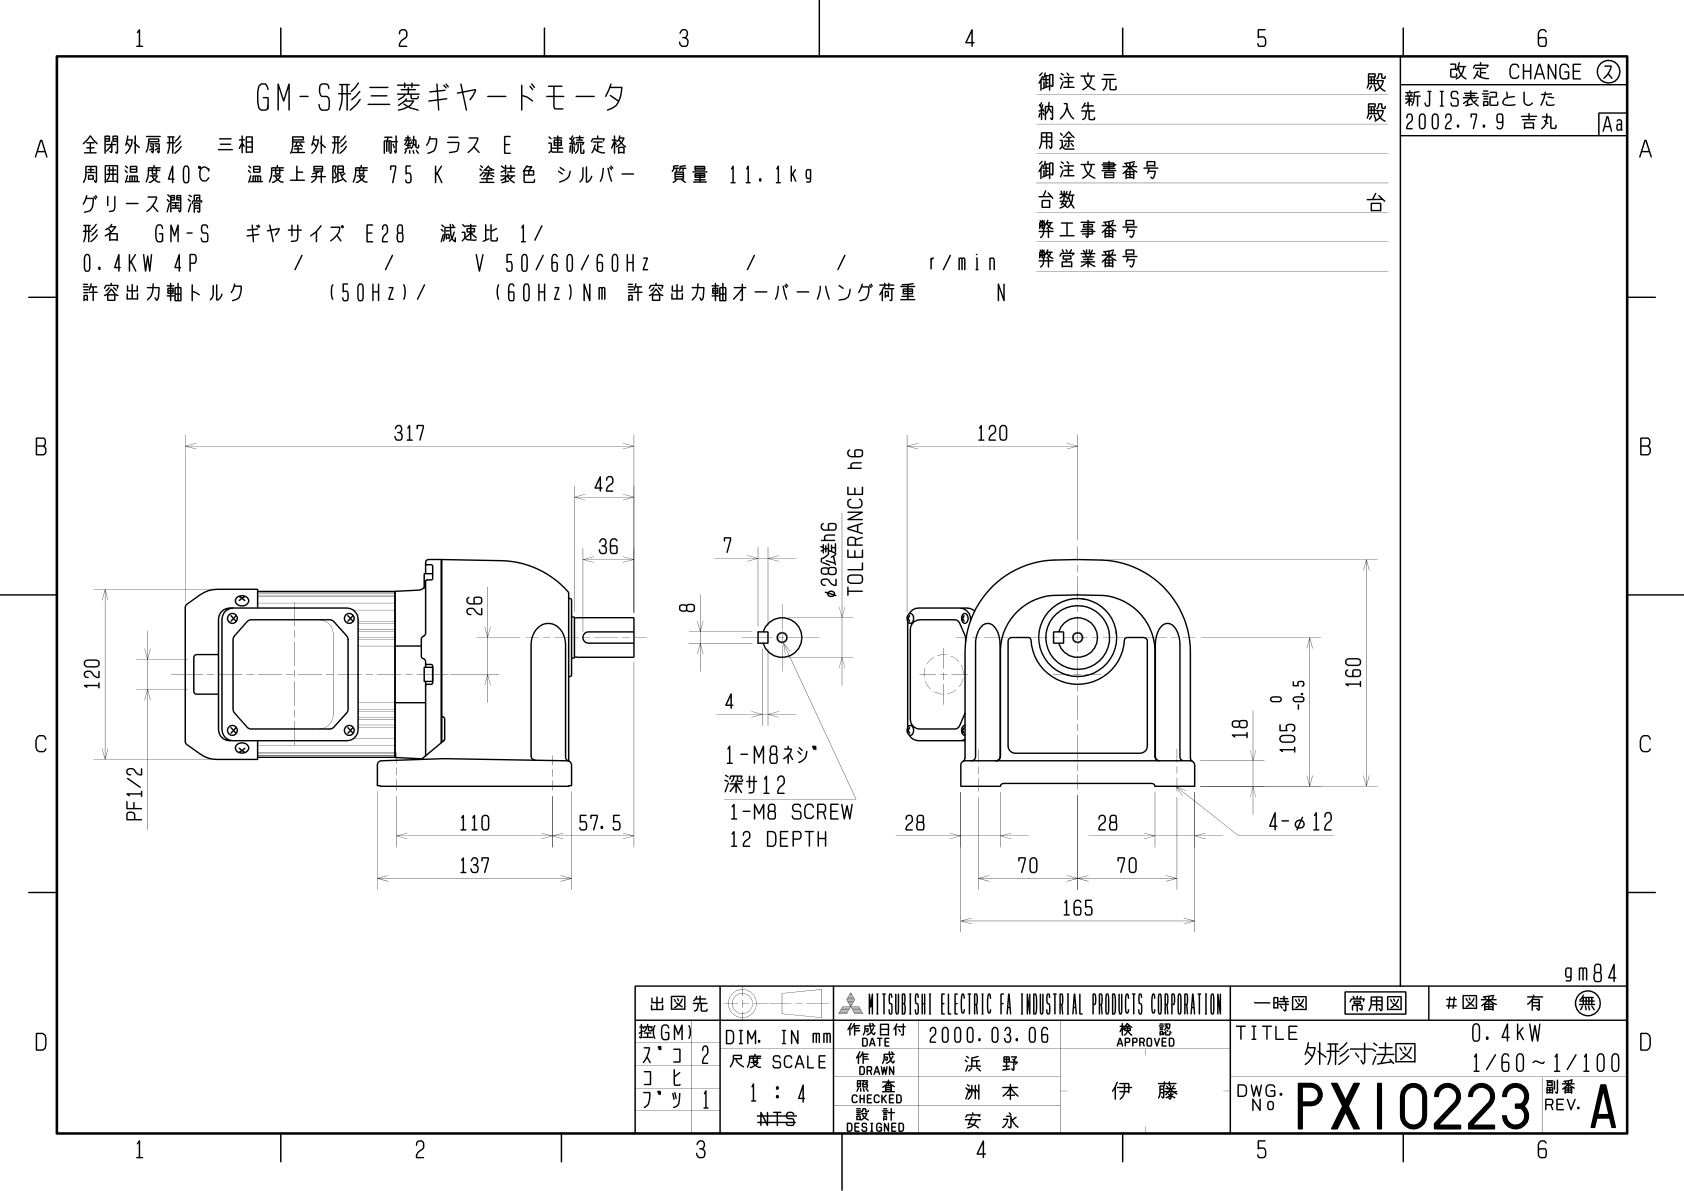 1 2 3 4 5 6
A
B
C
D
A
B
C
D
GM-S形三菱ギヤードモータ
全閉外扇形 三相 屋外形 耐熱クラス E 連続定格
周囲温度40℃ 温度上昇限度 75 K 塗装色 シルバー 質量 11.1kg
グリース潤滑
形名 GM-S ギヤサイズ E28 減速比 1/
0.4KW 4P / / V 50/60/60Hz / / r/min
許容出力軸トルク (50Hz)/ (60Hz)Nm 許容出力軸オーバーハング荷重 N
御注文元 殿
納入先 殿
用途
御注文書番号
台数 台
弊工事番号
弊営業番号
改定 CHANGE ス
新JIS表記とした
2002.7.9 吉丸 Aa
317
42
36
26
120
PF1/2
110
57.5
137
7
8
4
φ28公差h6
TOLERANCE h6
1-M8ネジ
深サ12
1-M8 SCREW
12 DEPTH
120
160
105 0 -0.5
18
28
28
4-φ12
70
70
165
gm84
出図先
控(GM)
ズコ 2
コヒ
ブツ 1
DIM. IN mm
尺度 SCALE
1 : 4
NTS
MITSUBISHI ELECTRIC FA INDUSTRIAL PRODUCTS CORPORATION
作成日付
DATE
2000.03.06
検 認
APPROVED
作 成
DRAWN
浜 野
照 査
CHECKED
洲 本
伊 藤
設 計
DESIGNED
安 永
一時図 常用図 #図番 有 無
TITLE
外形寸法図
0.4kW
1/60~1/100
DWG.
No
PX10223
副番
REV.
A
1 2 3 4 5 6